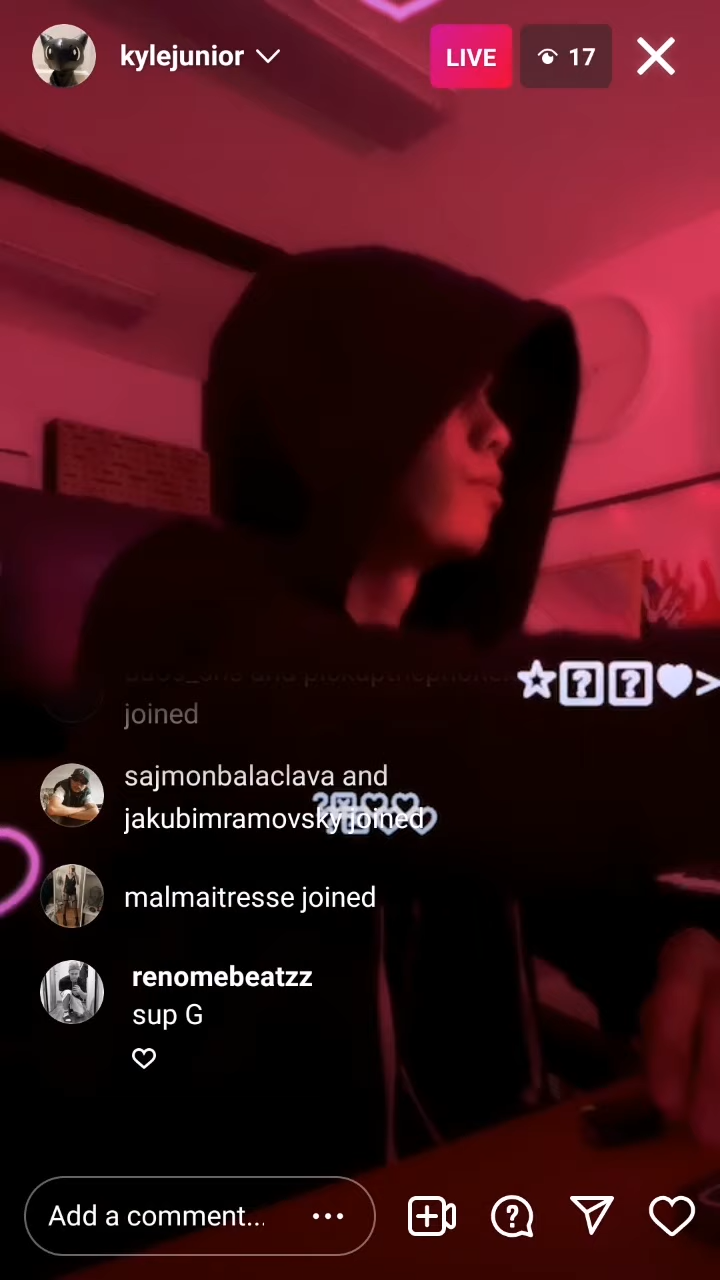 kylejunior
LIVE
17
joined
sajmonbalaclava and
jakubimramovsky joined
malmaitresse joined
renomebeatzz
sup G
Add a comment...